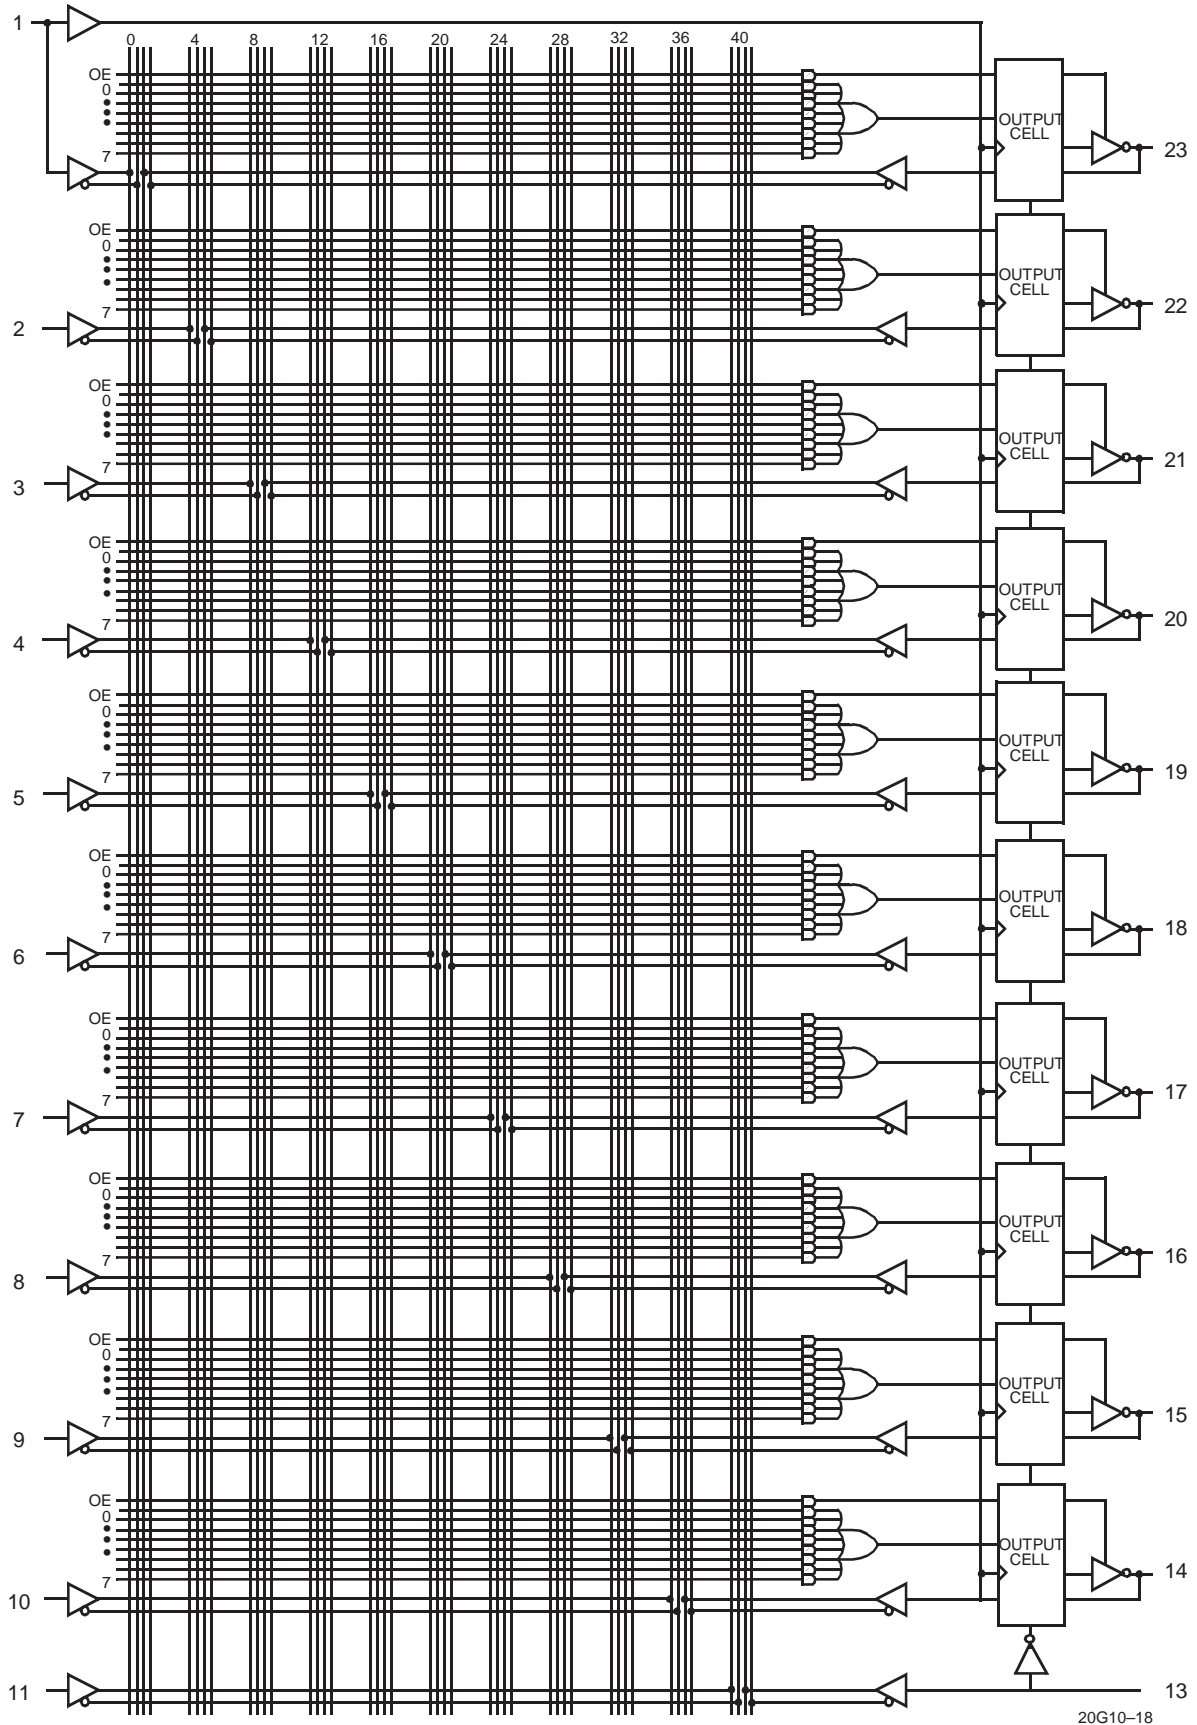 1
0 4 8 12 16 20 24 28 32 36 40
OE
0
7
OUTPUT
CELL
23
OE
0
7
OUTPUT
CELL
22
2
OE
0
7
OUTPUT
CELL
21
3
OE
0
7
OUTPUT
CELL
20
4
OE
0
7
OUTPUT
CELL
19
5
OE
0
7
OUTPUT
CELL
18
6
OE
0
7
OUTPUT
CELL
17
7
OE
0
7
OUTPUT
CELL
16
8
OE
0
7
OUTPUT
CELL
15
9
OE
0
7
OUTPUT
CELL
14
10
11
13
20G10–18